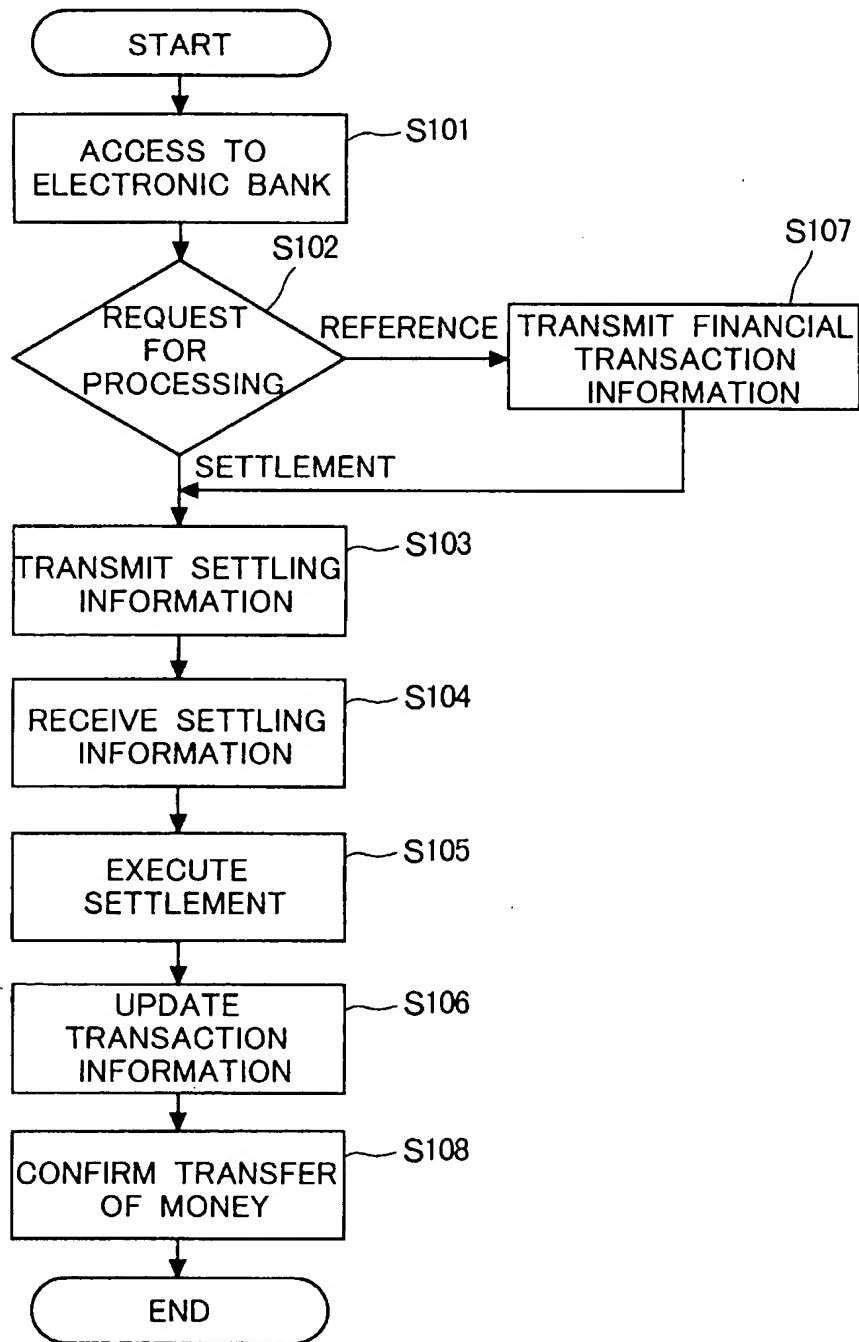 START
S101
ACCESS TO
ELECTRONIC BANK
S102
S107
REQUEST
FOR
PROCESSING
REFERENCE
TRANSMIT FINANCIAL
TRANSACTION
INFORMATION
SETTLEMENT
S103
TRANSMIT SETTLING
INFORMATION
S104
RECEIVE SETTLING
INFORMATION
S105
EXECUTE
SETTLEMENT
S106
UPDATE
TRANSACTION
INFORMATION
S108
CONFIRM TRANSFER
OF MONEY
END